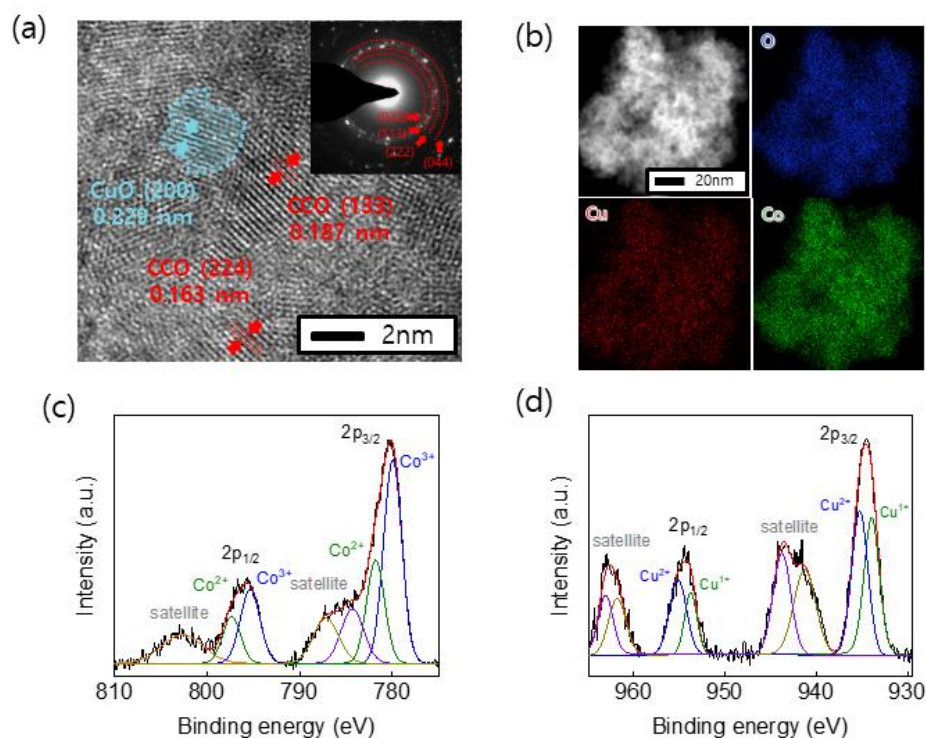 (a)
CuO (200)
0.229 nm
CCO (133)
0.187 nm
CCO (224)
0.163 nm
(222)
(044)
2nm
(b)
O
20nm
Cu
Co
(c)
2p3/2
Co3+
Co2+
2p1/2
Co3+
Co2+
satellite
satellite
Intensity (a.u.)
810 800 790 780
Binding energy (eV)
(d)
2p3/2
Cu2+
Cu1+
satellite
2p1/2
Cu2+
Cu1+
satellite
Intensity (a.u.)
960 950 940 930
Binding energy (eV)